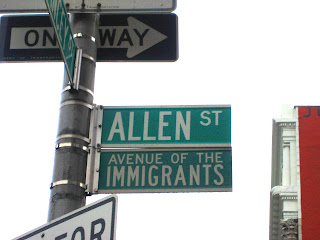 ONE WAY
ALLEN ST
AVENUE OF THE
IMMIGRANTS
FOR